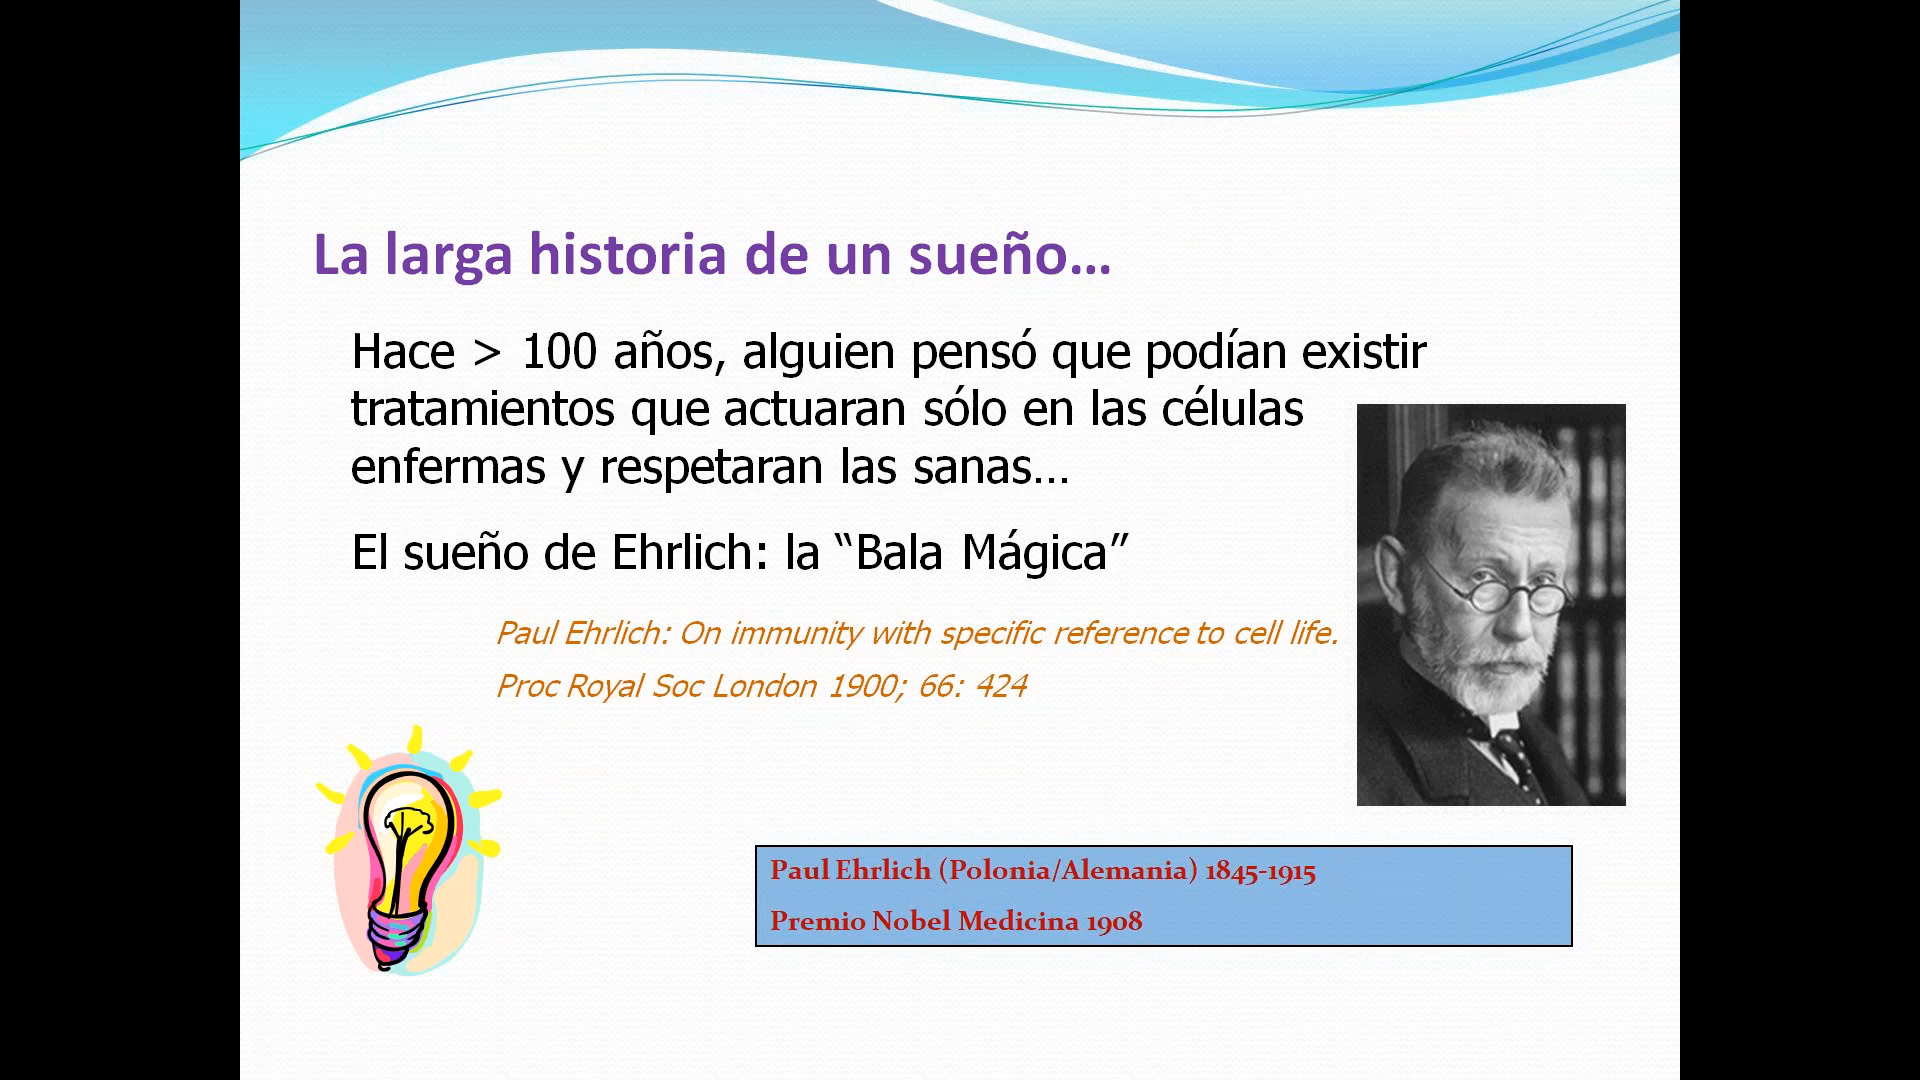 La larga historia de un sueño…
Hace > 100 años, alguien pensó que podían existir
tratamientos que actuaran sólo en las células
enfermas y respetaran las sanas…
El sueño de Ehrlich: la “Bala Mágica”
Paul Ehrlich: On immunity with specific reference to cell life.
Proc Royal Soc London 1900; 66: 424
Paul Ehrlich (Polonia/Alemania) 1845-1915
Premio Nobel Medicina 1908